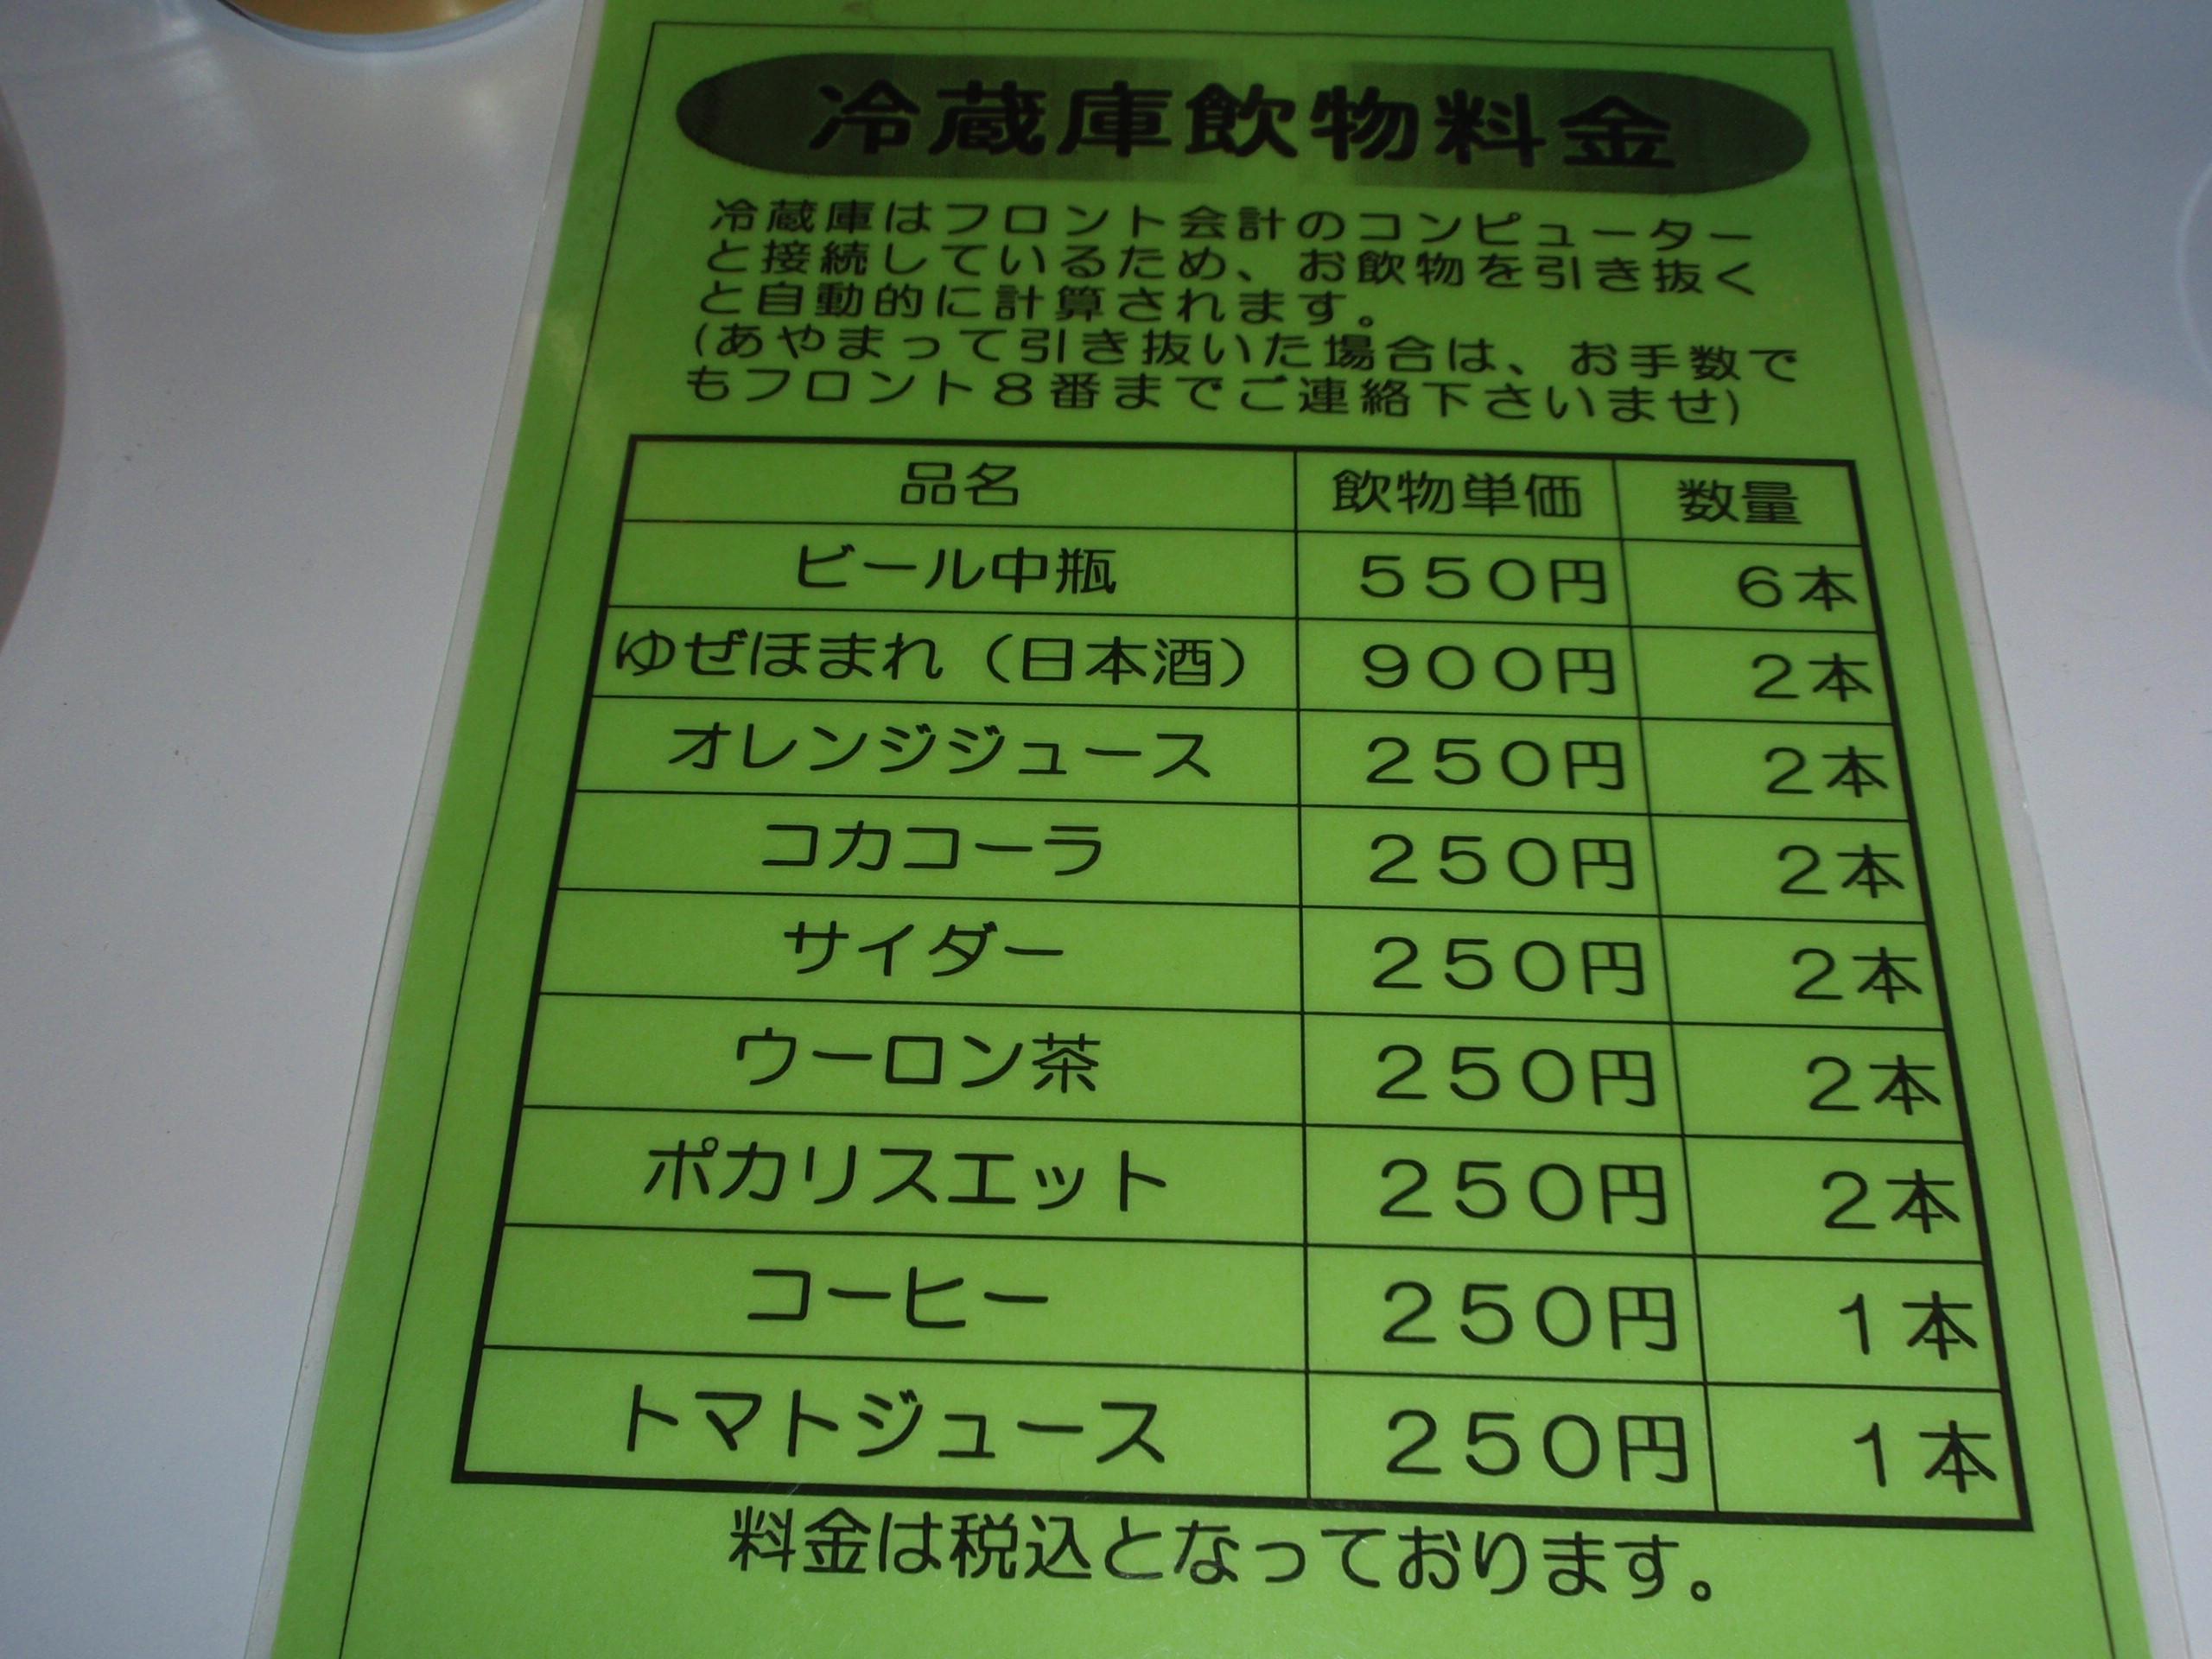 冷蔵庫飲物料金
冷蔵庫はフロント会計のコンピューター
と接続しているため、お飲物を引き抜く
と自動的に計算されます。
(あやまって引き抜いた場合は、お手数で
もフロント８番までご連絡下さいませ)
品名 飲物単価 数量
ビール中瓶 ５５０円 ６本
ゆぜほまれ（日本酒） ９００円 ２本
オレンジジュース ２５０円 ２本
コカコーラ ２５０円 ２本
サイダー ２５０円 ２本
ウーロン茶 ２５０円 ２本
ポカリスエット ２５０円 ２本
コーヒー ２５０円 １本
トマトジュース ２５０円 １本
料金は税込となっております。